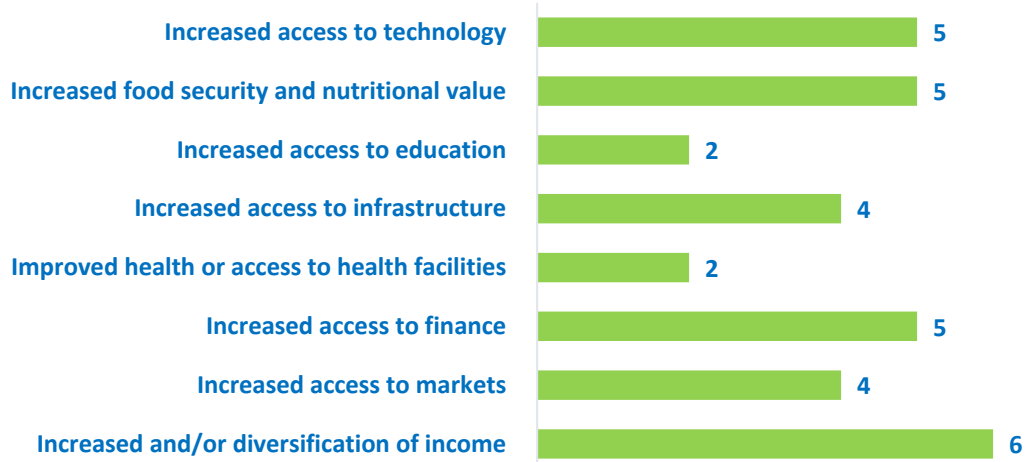 Increased access to technology 5
Increased food security and nutritional value 5
Increased access to education 2
Increased access to infrastructure 4
Improved health or access to health facilities 2
Increased access to finance 5
Increased access to markets 4
Increased and/or diversification of income 6